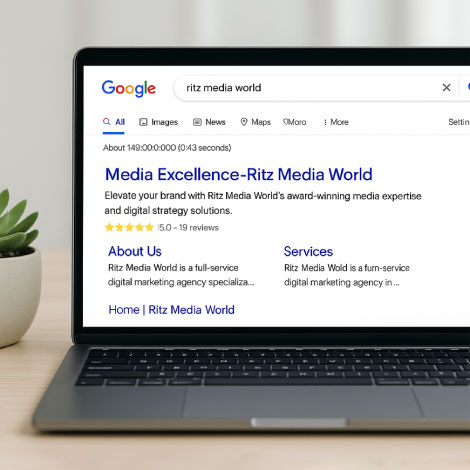 Google
ritz media world
All
Images
News
Maps
Moro
More
Settin
About 149:00:0:000 (0:43 seconds)
Media Excellence-Ritz Media World
Elevate your brand with Ritz Media World's award-winning media expertise
and digital strategy solutions.
5.0 - 19 reviews
About Us
Services
Ritz Media World is a full-service
digital marketing agency specializa...
Ritz Media Wold is a furn-service
digital marketing agency in ...
Home | Ritz Media World